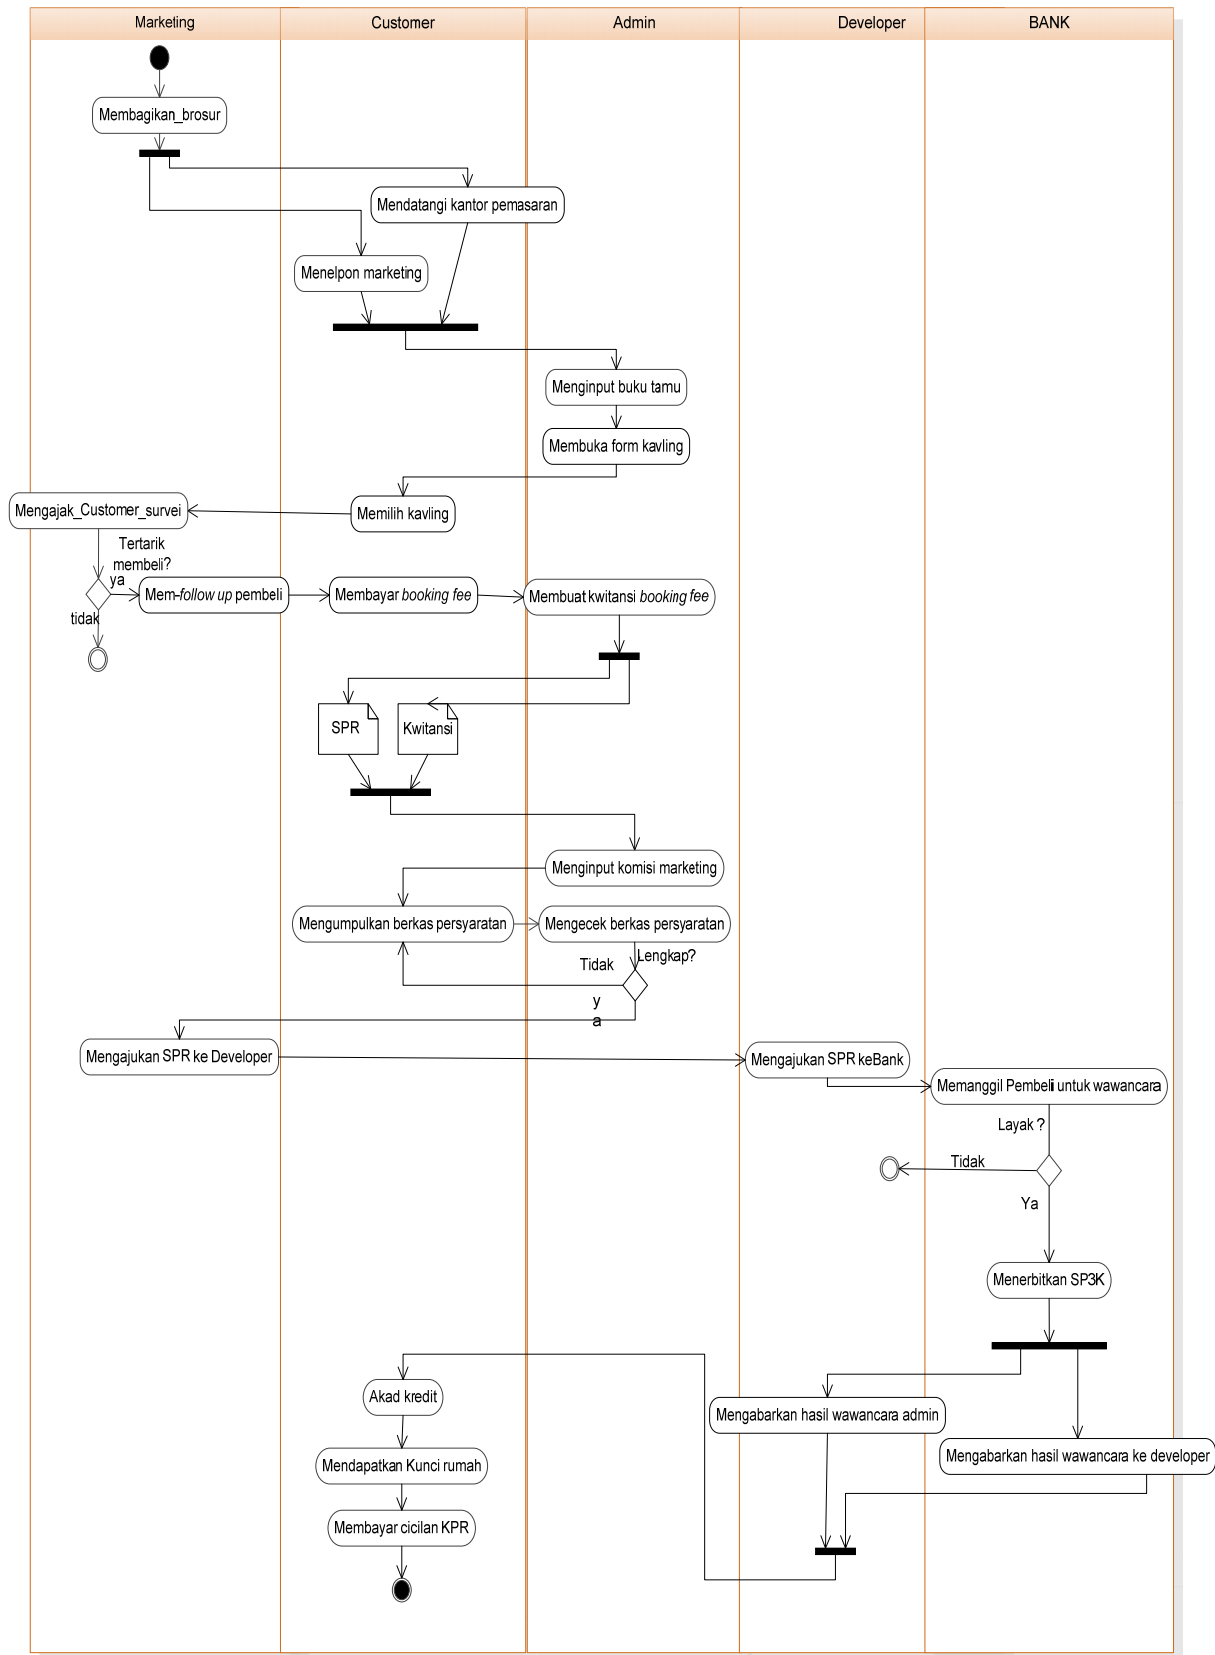 Marketing
Customer
Admin
Developer
BANK
Membagikan_brosur
Mendatangi kantor pemasaran
Menelpon marketing
Menginput buku tamu
Membuka form kavling
Mengajak_Customer_survei
Memilih kavling
Tertarik
membeli?
ya
Mem-follow up pembeli
Membayar booking fee
Membuat kwitansi booking fee
tidak
SPR
Kwitansi
Menginput komisi marketing
Mengumpulkan berkas persyaratan
Mengecek berkas persyaratan
Lengkap?
Tidak
y
a
Mengajukan SPR ke Developer
Mengajukan SPR keBank
Memanggil Pembeli untuk wawancara
Layak ?
Tidak
Ya
Menerbitkan SP3K
Akad kredit
Mengabarkan hasil wawancara admin
Mengabarkan hasil wawancara ke developer
Mendapatkan Kunci rumah
Membayar cicilan KPR